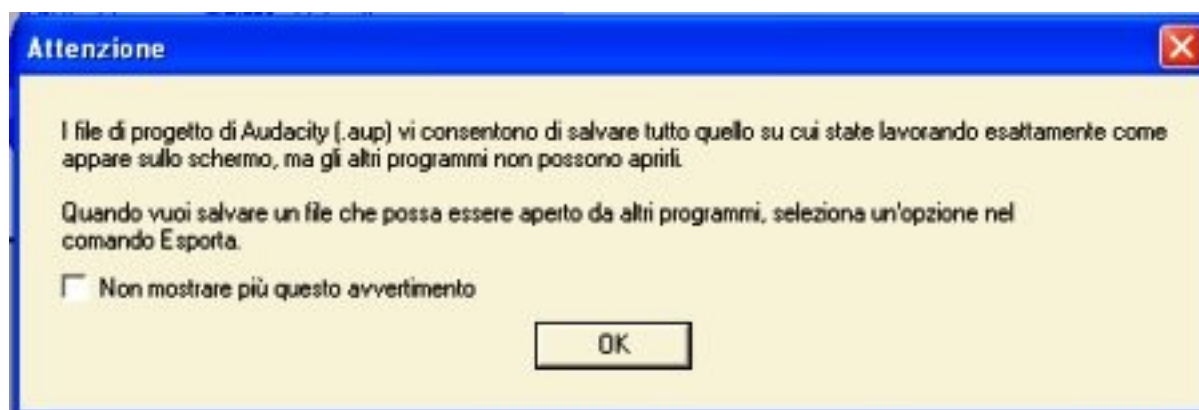 Attenzione
I file di progetto di Audacity (.aup) vi consentono di salvare tutto quello su cui state lavorando esattamente come
appare sullo schermo, ma gli altri programmi non possono aprirli.
Quando vuoi salvare un file che possa essere aperto da altri programmi, seleziona un'opzione nel
comando Esporta.
Non mostrare più questo avvertimento
OK